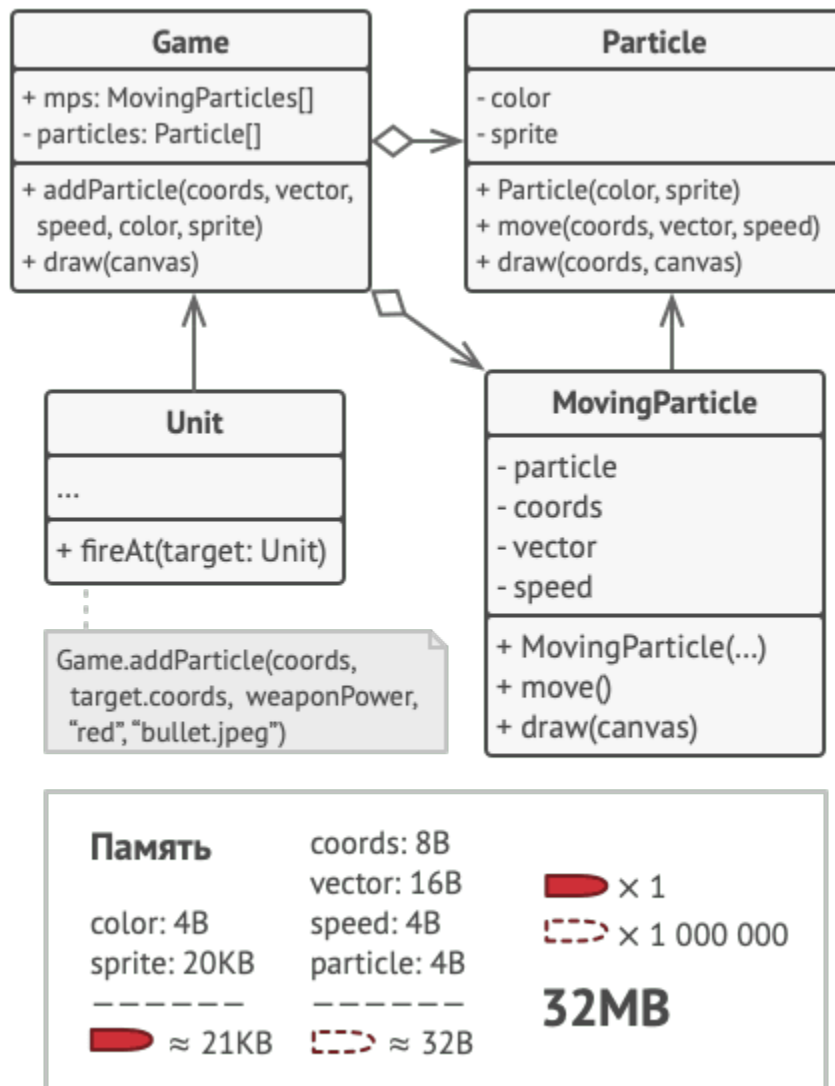 Game
+ mps: MovingParticles[]
- particles: Particle[]
+ addParticle(coords, vector,
speed, color, sprite)
+ draw(canvas)
Particle
- color
- sprite
+ Particle(color, sprite)
+ move(coords, vector, speed)
+ draw(coords, canvas)
Unit
...
+ fireAt(target: Unit)
Game.addParticle(coords,
target.coords, weaponPower,
“red”, “bullet.jpeg”)
MovingParticle
- particle
- coords
- vector
- speed
+ MovingParticle(...)
+ move()
+ draw(canvas)
Память
color: 4B
sprite: 20KB
——————
≈ 21KB
coords: 8B
vector: 16B
speed: 4B
particle: 4B
——————
≈ 32B
× 1
× 1 000 000
32MB